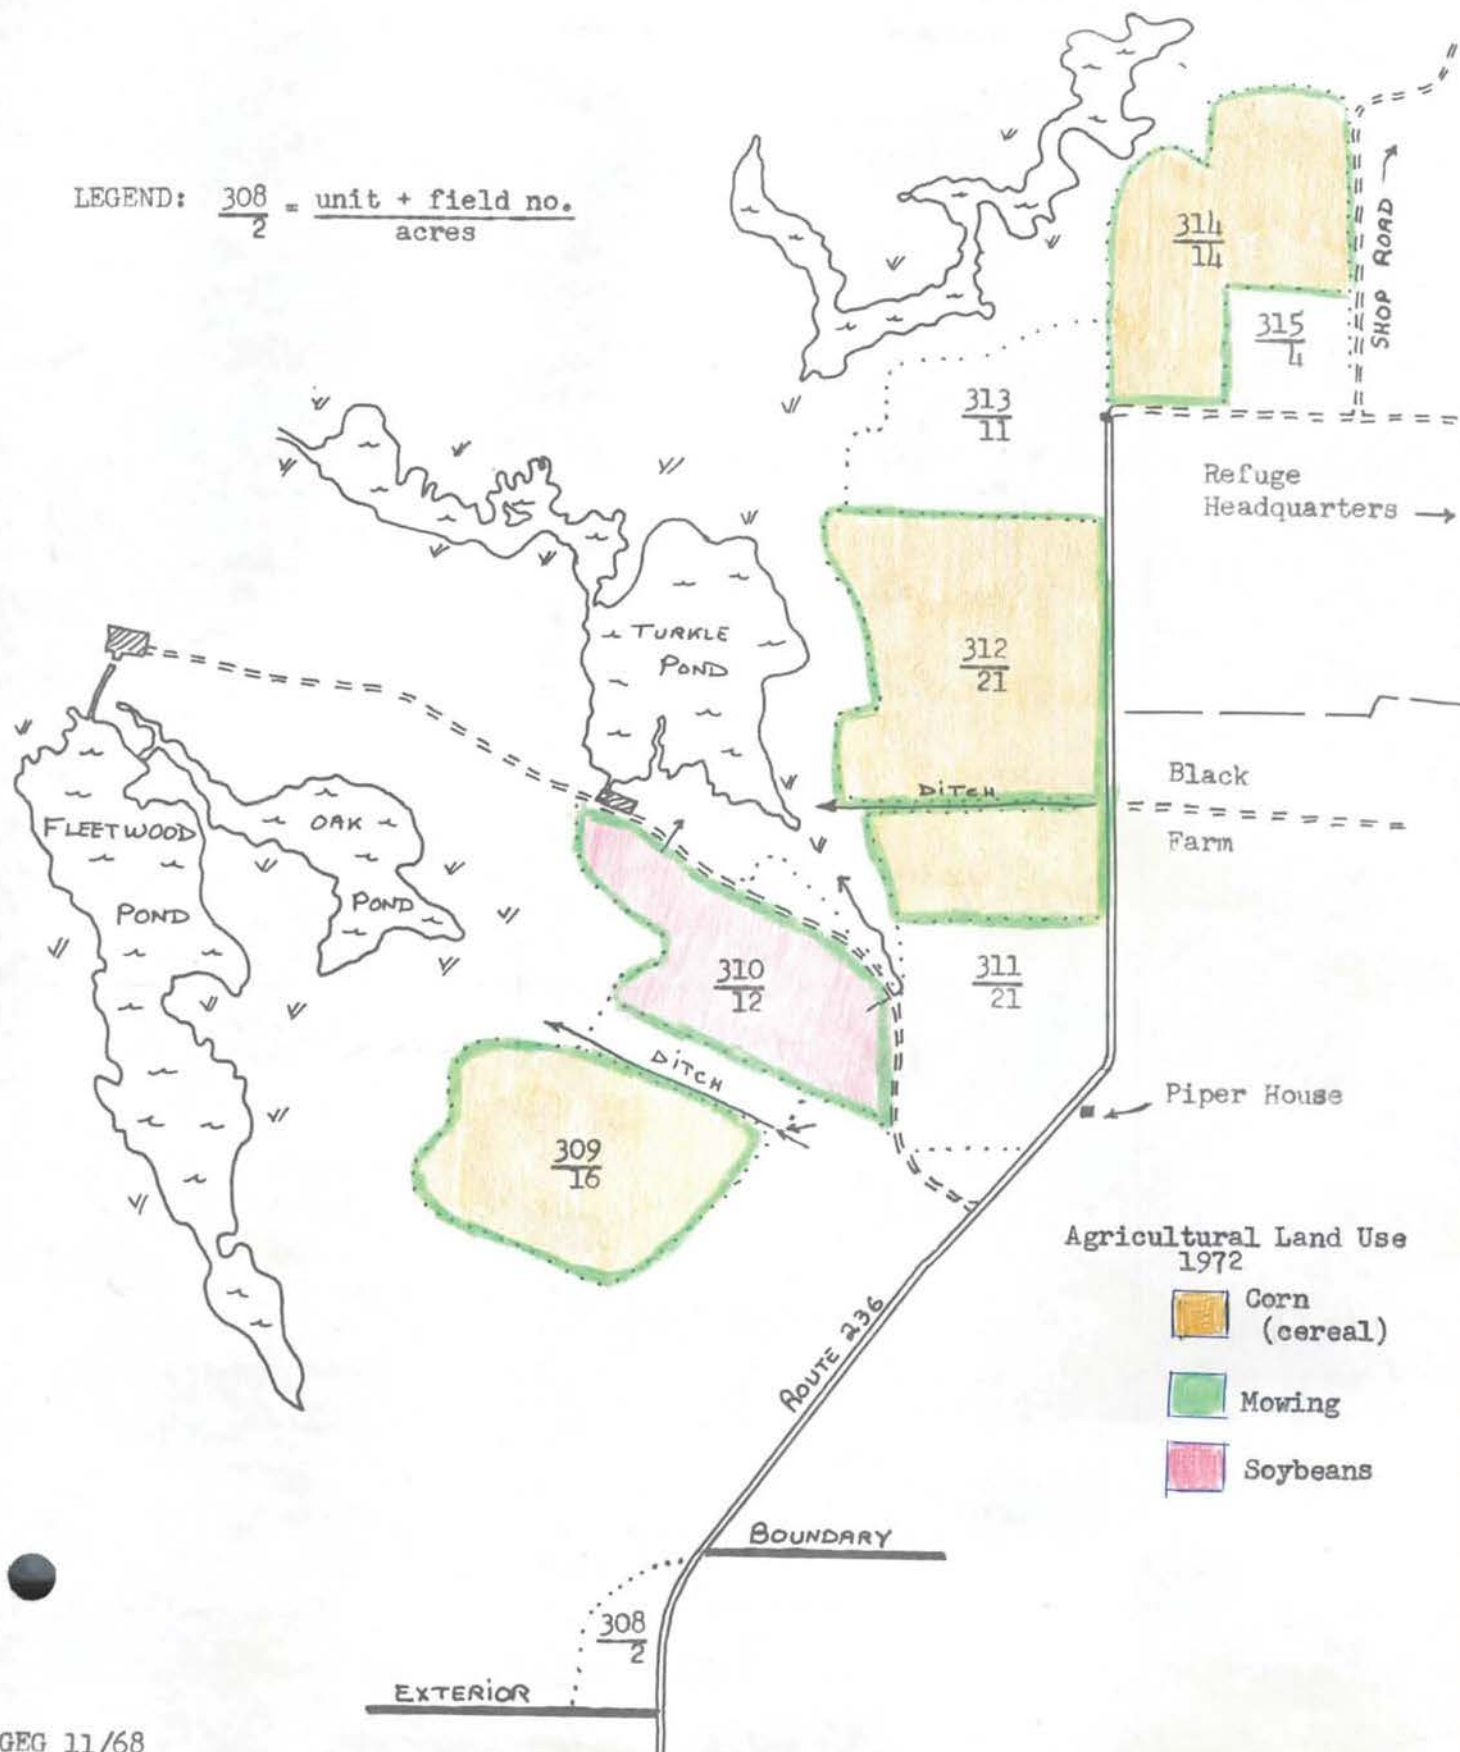 LEGEND: 308 = unit + field no.
2 acres
314
14
SHOP ROAD
315
4
313
11
Refuge
Headquarters
TURKLE
POND
312
21
Black
DITCH
Farm
FLEETWOOD
POND
OAK
POND
310
12
311
21
DITCH
Piper House
309
16
Agricultural Land Use
1972
Corn
(cereal)
Mowing
Soybeans
ROUTE 236
BOUNDARY
308
2
EXTERIOR
GEG 11/68